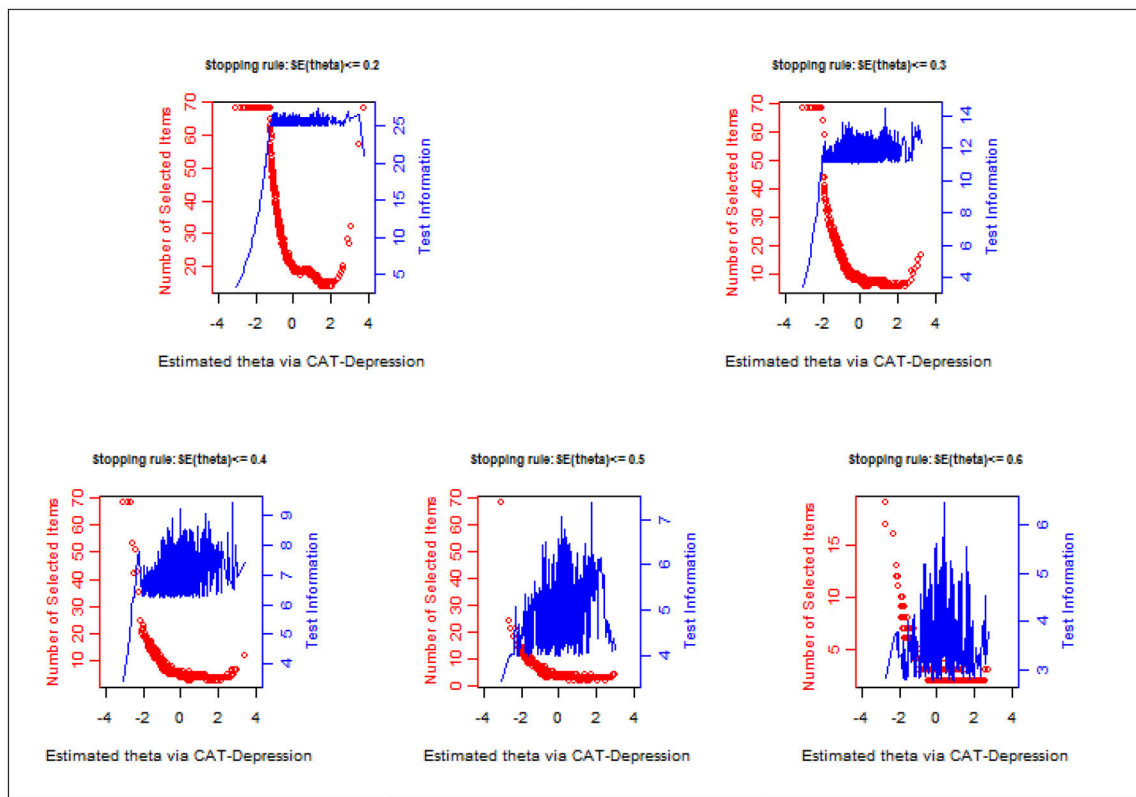 Stopping rule: SE(theta)<= 0.2
Number of Selected Items
20 30 40 50 60 70
5 10 15 20 25
Test Information
-4 -2 0 2 4
Estimated theta via CAT-Depression
Stopping rule: SE(theta)<= 0.3
Number of Selected Items
10 20 30 40 50 60 70
4 6 8 10 12 14
Test Information
-4 -2 0 2 4
Estimated theta via CAT-Depression
Stopping rule: SE(theta)<= 0.4
Number of Selected Items
10 20 30 40 50 60 70
4 5 6 7 8 9
Test Information
-4 -2 0 2 4
Estimated theta via CAT-Depression
Stopping rule: SE(theta)<= 0.5
Number of Selected Items
0 10 20 30 40 50 60 70
4 5 6 7
Test Information
-4 -2 0 2 4
Estimated theta via CAT-Depression
Stopping rule: SE(theta)<= 0.6
Number of Selected Items
5 10 15
3 4 5 6
Test Information
-4 -2 0 2 4
Estimated theta via CAT-Depression